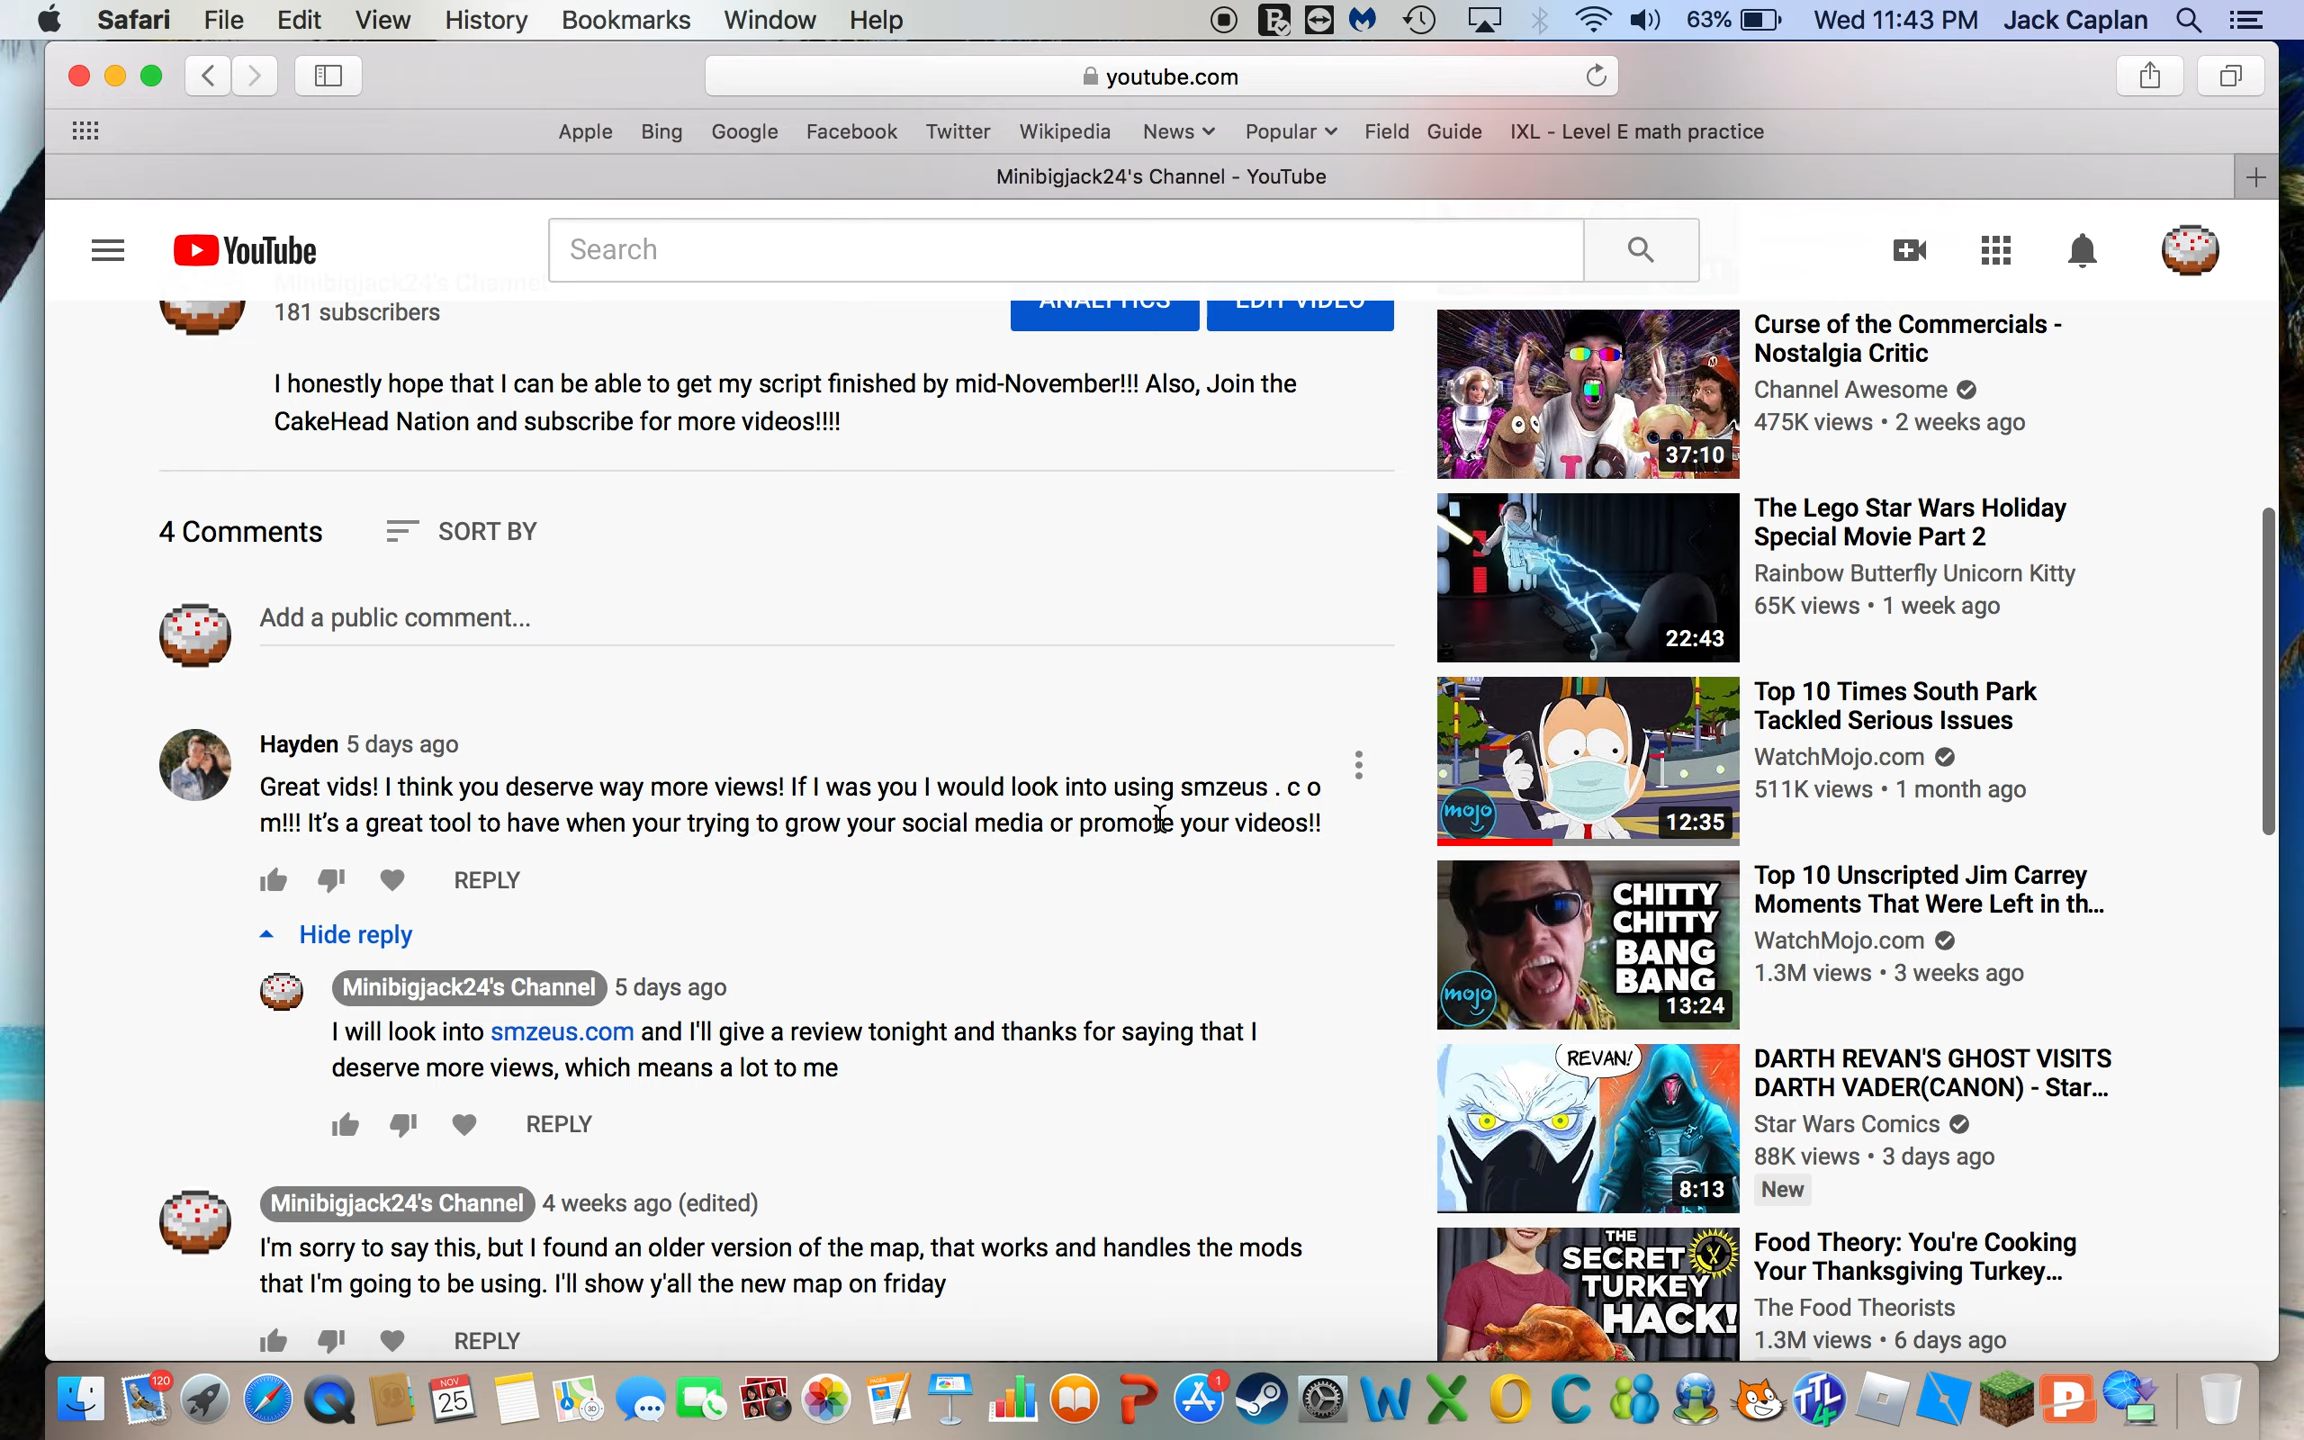 Safari File Edit View History Bookmarks Window Help 63% Wed 11:43 PM Jack Caplan
youtube.com
Apple Bing Google Facebook Twitter Wikipedia News Popular Field Guide IXL - Level E math practice
Minibigjack24's Channel - YouTube
YouTube Search
Minibigjack24's Channel
181 subscribers
ANALYTICS EDIT VIDEO
I honestly hope that I can be able to get my script finished by mid-November!!! Also, Join the
CakeHead Nation and subscribe for more videos!!!!
4 Comments SORT BY
Add a public comment...
Hayden 5 days ago
Great vids! I think you deserve way more views! If I was you I would look into using smzeus . c o
m!!! It's a great tool to have when your trying to grow your social media or promote your videos!!
REPLY
Hide reply
Minibigjack24's Channel 5 days ago
I will look into smzeus.com and I'll give a review tonight and thanks for saying that I
deserve more views, which means a lot to me
REPLY
Minibigjack24's Channel 4 weeks ago (edited)
I'm sorry to say this, but I found an older version of the map, that works and handles the mods
that I'm going to be using. I'll show y'all the new map on friday
REPLY
37:10
Curse of the Commercials -
Nostalgia Critic
Channel Awesome
475K views • 2 weeks ago
22:43
The Lego Star Wars Holiday
Special Movie Part 2
Rainbow Butterfly Unicorn Kitty
65K views • 1 week ago
mojo
12:35
Top 10 Times South Park
Tackled Serious Issues
WatchMojo.com
511K views • 1 month ago
CHITTY
CHITTY
BANG
BANG
mojo
13:24
Top 10 Unscripted Jim Carrey
Moments That Were Left in th...
WatchMojo.com
1.3M views • 3 weeks ago
REVAN!
8:13
DARTH REVAN'S GHOST VISITS
DARTH VADER(CANON) - Star...
Star Wars Comics
88K views • 3 days ago
New
THE
SECRET
TURKEY
HACK!
Food Theory: You're Cooking
Your Thanksgiving Turkey...
The Food Theorists
1.3M views • 6 days ago
120
NOV
25
3D
1
TTL
4